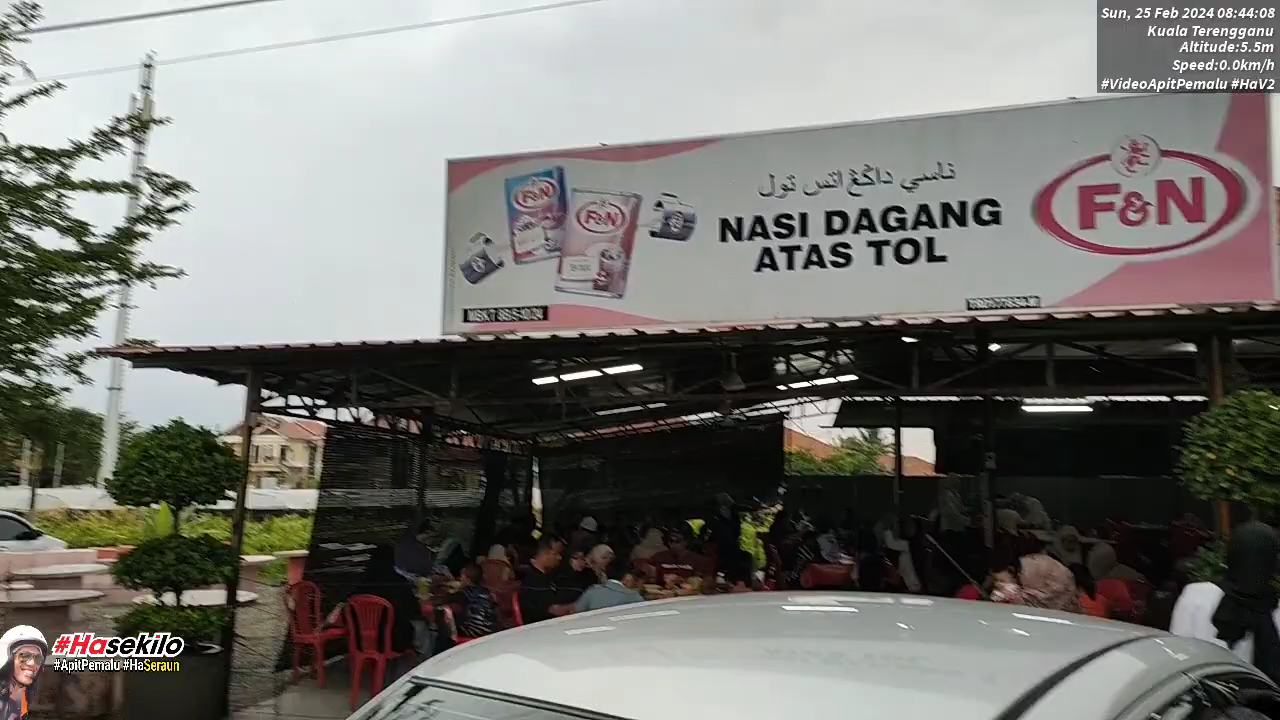 Sun, 25 Feb 2024 08:44:08
Kuala Terengganu
Altitude:5.5m
Speed:0.0km/h
#VideoApitPemalu #HaV2
ناسي داڬڠ اتس تول
NASI DAGANG
ATAS TOL
F&N
F&N
F&N
#Hasekilo
#ApitPemalu #HaSeraun